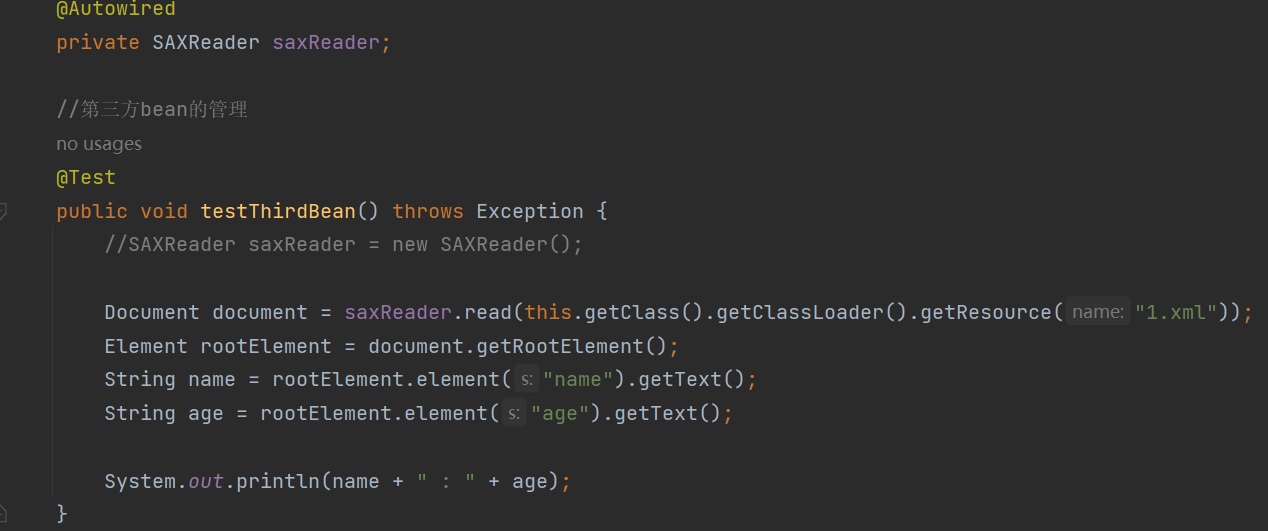 @Autowired
private SAXReader saxReader;
//第三方bean的管理
no usages
@Test
public void testThirdBean() throws Exception {
//SAXReader saxReader = new SAXReader();
Document document = saxReader.read(this.getClass().getClassLoader().getResource( name: "1.xml"));
Element rootElement = document.getRootElement();
String name = rootElement.element( s: "name").getText();
String age = rootElement.element( s: "age").getText();
System.out.println(name + " : " + age);
}